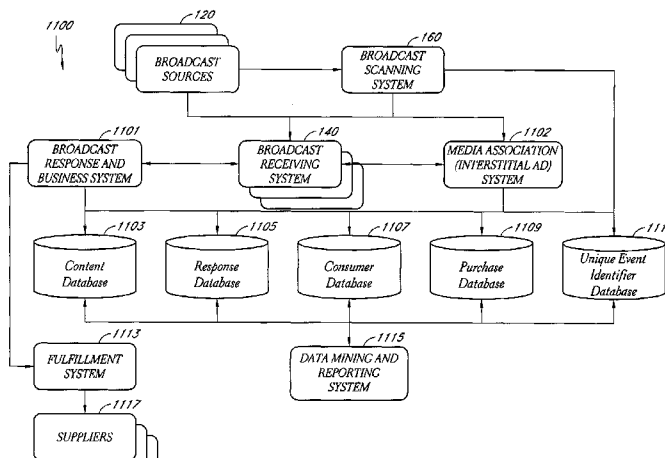 1100
120
BROADCAST
SOURCES
160
BROADCAST
SCANNING
SYSTEM
1101
BROADCAST
RESPONSE AND
BUSINESS SYSTEM
140
BROADCAST
RECEIVING
SYSTEM
1102
MEDIA ASSOCIATION
(INTERSTITIAL AD)
SYSTEM
1103
Content
Database
1105
Response
Database
1107
Consumer
Database
1109
Purchase
Database
Unique Event
Identifier
Database
1113
FULFILLMENT
SYSTEM
1115
DATA MINING AND
REPORTING
SYSTEM
1117
SUPPLIERS